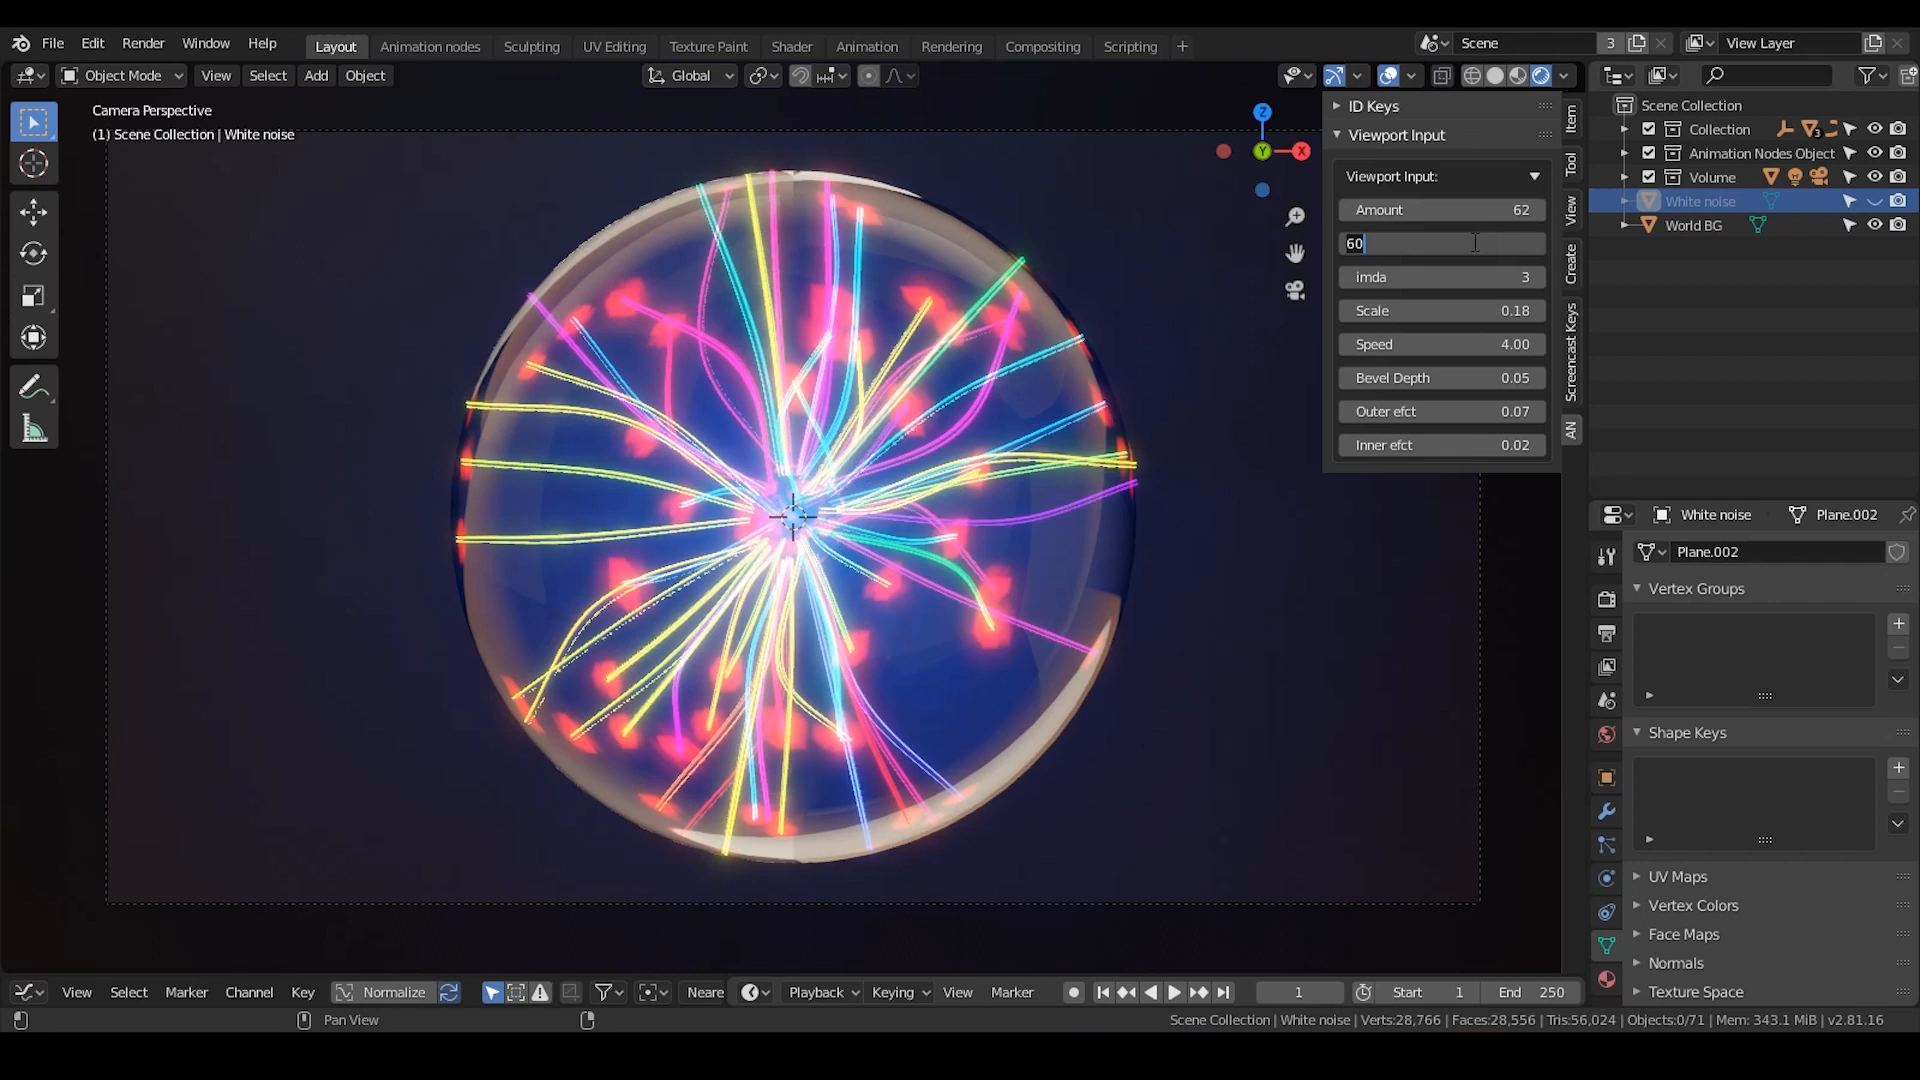 File Edit Render Window Help Layout Animation nodes Sculpting UV Editing Texture Paint Shader Animation Rendering Compositing Scripting + Scene 3 View Layer
Object Mode View Select Add Object Global
Camera Perspective
(1) Scene Collection | White noise
Z
Y
X
ID Keys
Viewport Input
Viewport Input:
Amount 62
60
imda 3
Scale 0.18
Speed 4.00
Bevel Depth 0.05
Outer efct 0.07
Inner efct 0.02
Item
Tool
View
Create
Screencast Keys
AN
Scene Collection
Collection 3
Animation Nodes Object
Volume
White noise
World BG
White noise Plane.002
Plane.002
Vertex Groups
Shape Keys
UV Maps
Vertex Colors
Face Maps
Normals
Texture Space
View Select Marker Channel Key Normalize Neare Playback Keying View Marker 1 Start 1 End 250
Pan View
Scene Collection | White noise | Verts:28,766 | Faces:28,556 | Tris:56,024 | Objects:0/71 | Mem: 343.1 MiB | v2.81.16